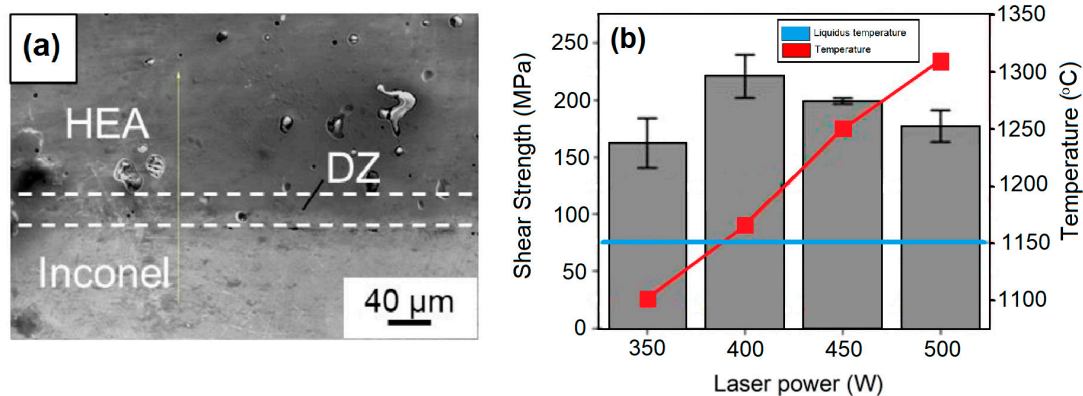 (a)
HEA
DZ
Inconel
40 µm
(b)
Liquidus temperature
Temperature
Shear Strength (MPa)
250
200
150
100
50
0
1350
1300
1250
1200
1150
1100
Temperature (°C)
350 400 450 500
Laser power (W)